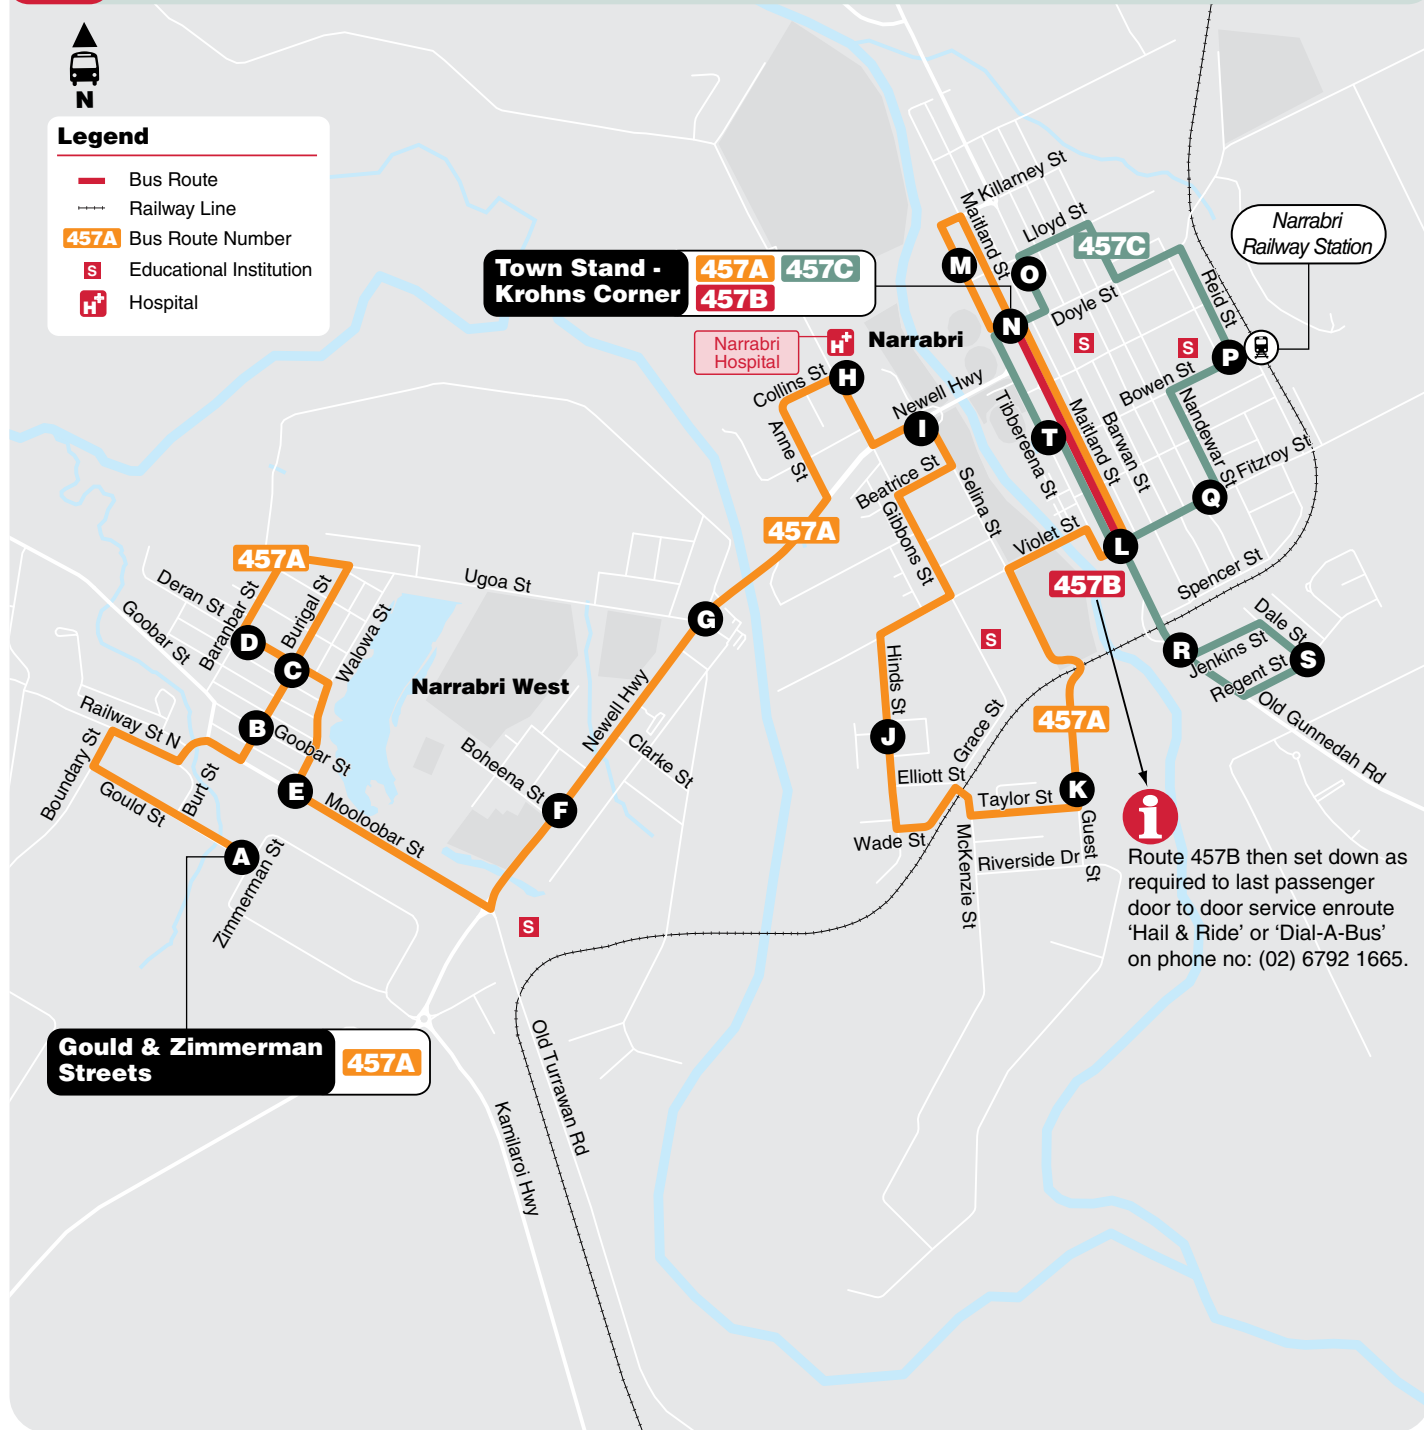 N
Legend
Bus Route
Railway Line
457A Bus Route Number
S Educational Institution
H+ Hospital
Town Stand -
Krohns Corner
457A 457C
457B
Narrabri
Railway Station
Narrabri
Hospital
H+
Narrabri
Killarney St
Maitland St
Lloyd St
457C
M
O
N
Doyle St
Reid St
S
S
P
Bowen St
Collins St
H
Newell Hwy
Anne St
I
Tibbereena St
T
Maitland St
Barwan St
Nandewar St
Fitzroy St
Q
Beatrice St
Selina St
Gibbons St
457A
Violet St
L
457B
Spencer St
457A
Deran St
Baranbar St
Burigal St
Goobar St
Walowa St
Ugoa St
G
D
C
Narrabri West
S
R
Jenkins St
Dale St
S
Regent St
Old Gunnedah Rd
Railway St N
B
Goobar St
Boundary St
Burt St
Gould St
E
Mooloobar St
Newell Hwy
Boheena St
Clarke St
F
Hinds St
J
Grace St
457A
Elliott St
Taylor St
K
Wade St
McKenzie St
Riverside Dr
Guest St
A
Zimmerman St
S
i
Route 457B then set down as
required to last passenger
door to door service enroute
‘Hail & Ride’ or ‘Dial-A-Bus’
on phone no: (02) 6792 1665.
Gould & Zimmerman
Streets
457A
Old Turrawan Rd
Kamilaroi Hwy